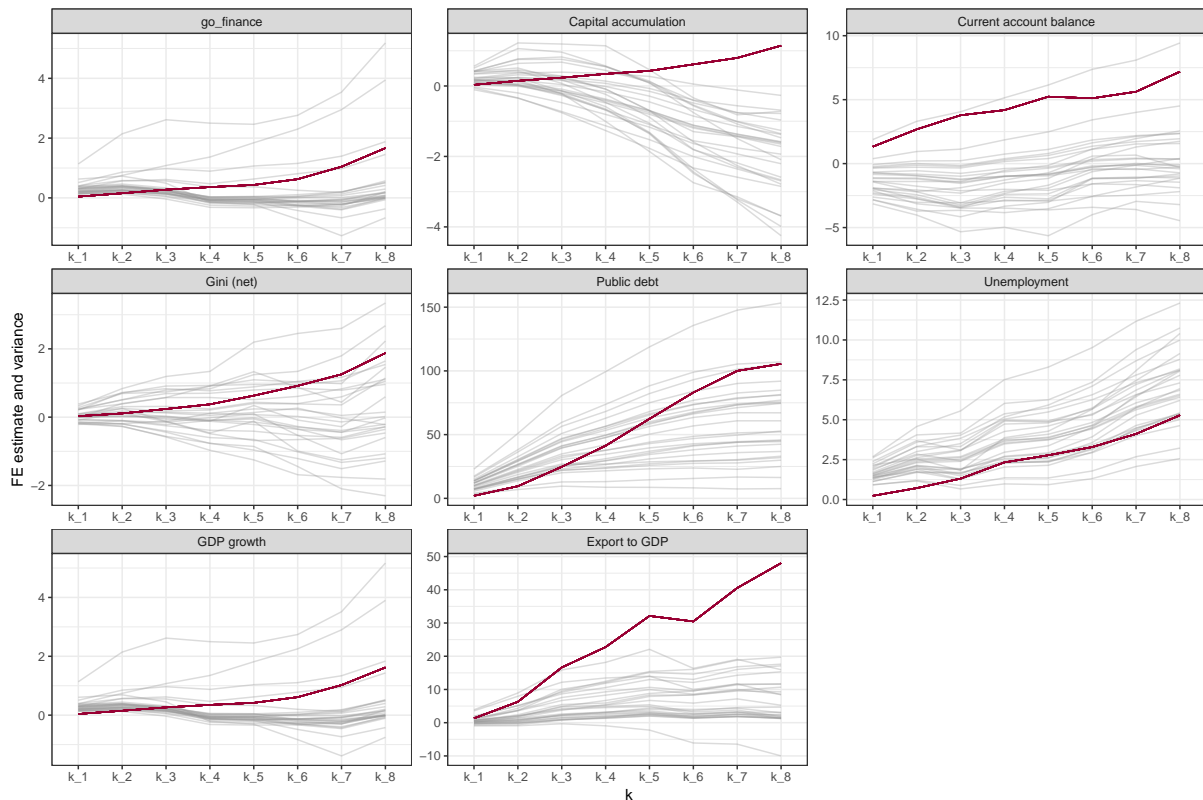 go_finance
Capital accumulation
Current account balance
4
2
0
0
−2
−4
10
5
0
−5
k_1 k_2 k_3 k_4 k_5 k_6 k_7 k_8
k_1 k_2 k_3 k_4 k_5 k_6 k_7 k_8
k_1 k_2 k_3 k_4 k_5 k_6 k_7 k_8
Gini (net)
Public debt
Unemployment
2
0
−2
150
100
50
0
12.5
10.0
7.5
5.0
2.5
0.0
k_1 k_2 k_3 k_4 k_5 k_6 k_7 k_8
k_1 k_2 k_3 k_4 k_5 k_6 k_7 k_8
k_1 k_2 k_3 k_4 k_5 k_6 k_7 k_8
FE estimate and variance
GDP growth
Export to GDP
4
2
0
50
40
30
20
10
0
−10
k_1 k_2 k_3 k_4 k_5 k_6 k_7 k_8
k_1 k_2 k_3 k_4 k_5 k_6 k_7 k_8
k